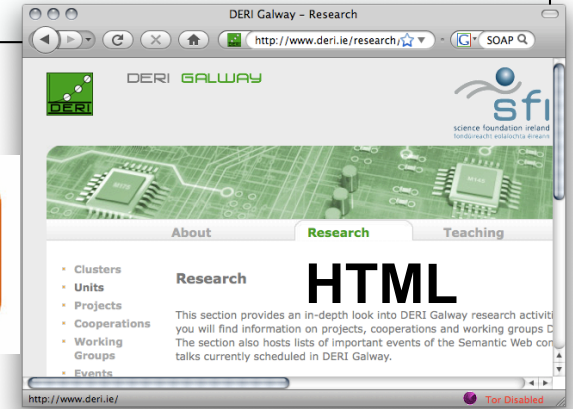 DERI Galway – Research
http://www.deri.ie/research/
G
SOAP
DERI
DERI GALWAY
sfi
science foundation ireland
fondúireacht eolaíochta éireann
M175
M140
About
Research
Teaching
Clusters
Units
Projects
Cooperations
Working
Groups
Events
Research
HTML
This section provides an in-depth look into DERI Galway research activiti
you will find information on projects, cooperations and working groups D
The section also hosts lists of important events of the Semantic Web con
talks currently scheduled in DERI Galway.
http://www.deri.ie/
Tor Disabled